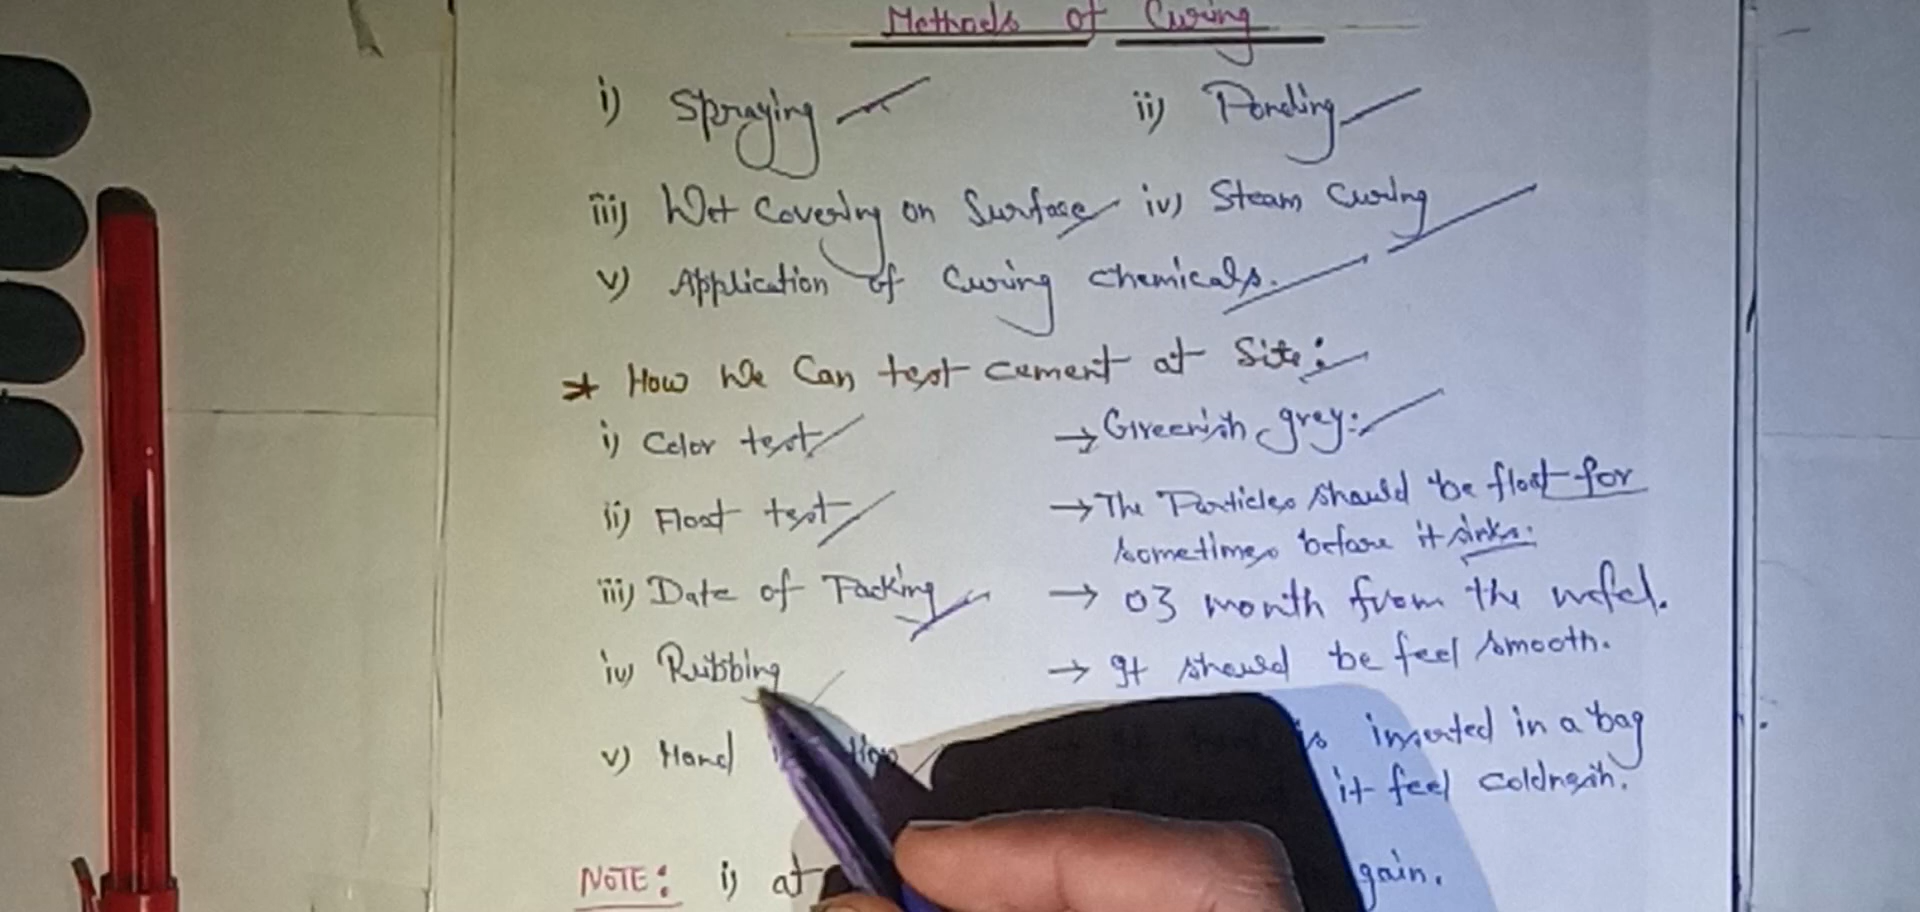 Methods of Curing
i) Spraying ii) Ponding
iii) Wet Covering on Surface iv) Steam Curing
v) Application of Curing chemicals.
* How We Can test cement at Site:
i) Color test → Greenish grey.
ii) Float test → The Particles should be float for
sometimes before it sinks.
iii) Date of Packing → 03 month from the mfd.
iv) Rubbing → It should be feel smooth.
v) Hand is inserted in a bag
it feel coldnesh.
NOTE: i) at gain.